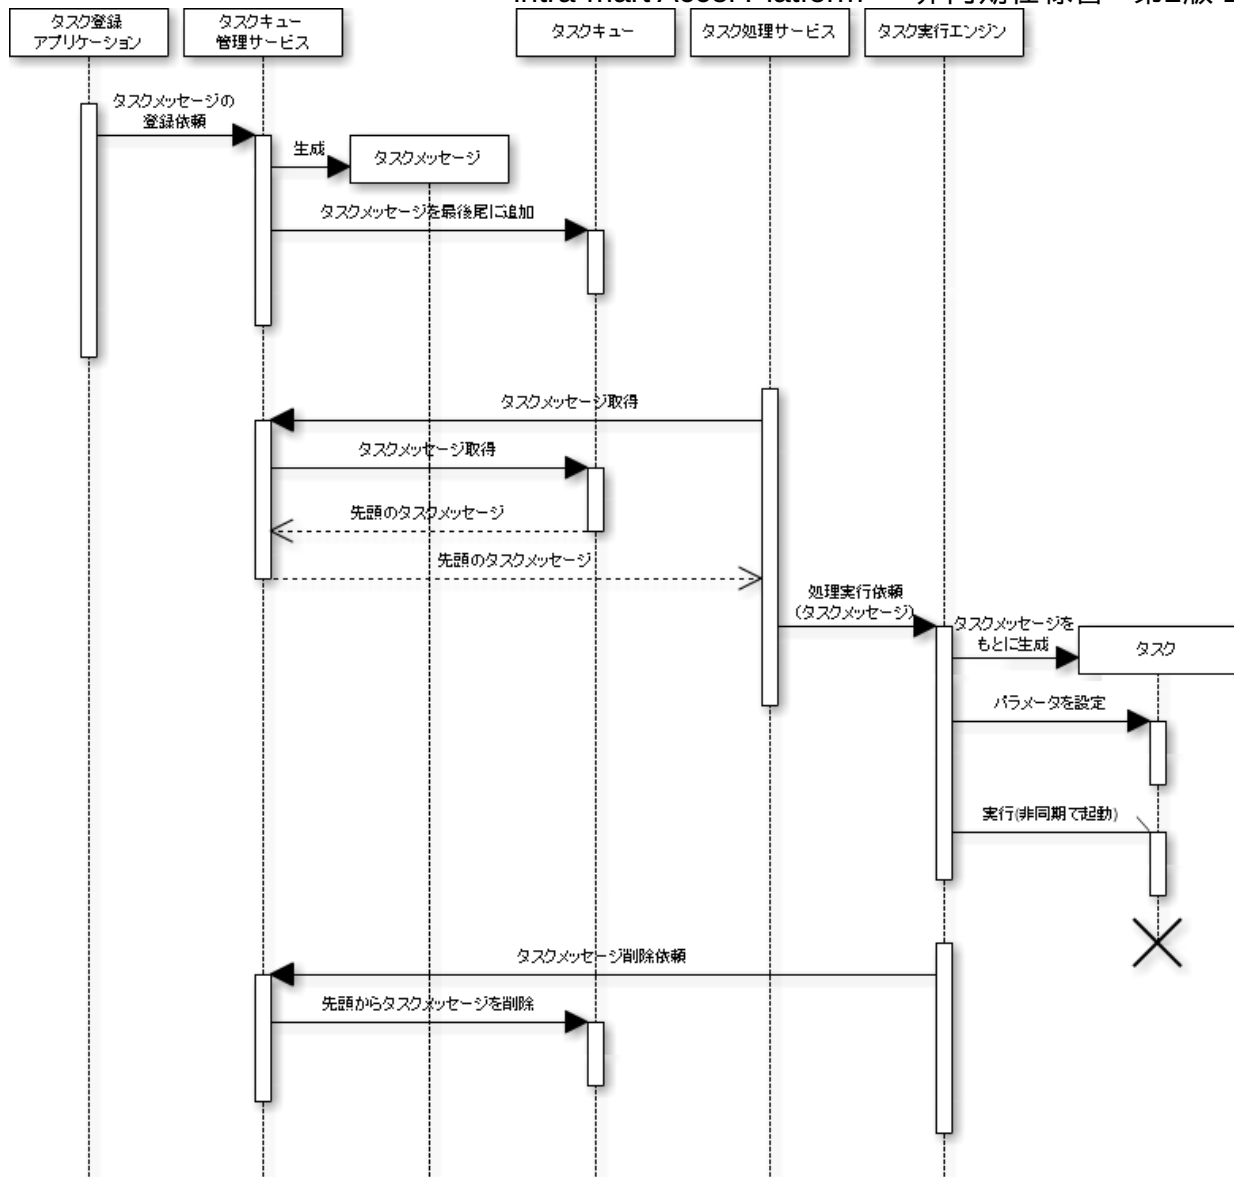 タスク登録
アプリケーション
タスクキュー
管理サービス
タスクキュー
タスク処理サービス
タスク実行エンジン
タスクメッセージの
登録依頼
生成
タスクメッセージ
タスクメッセージを最後尾に追加
タスクメッセージ取得
タスクメッセージ取得
先頭のタスクメッセージ
先頭のタスクメッセージ
処理実行依頼
(タスクメッセージ)
タスクメッセージを
もとに生成
タスク
パラメータを設定
実行(非同期で起動)
タスクメッセージ削除依頼
先頭からタスクメッセージを削除